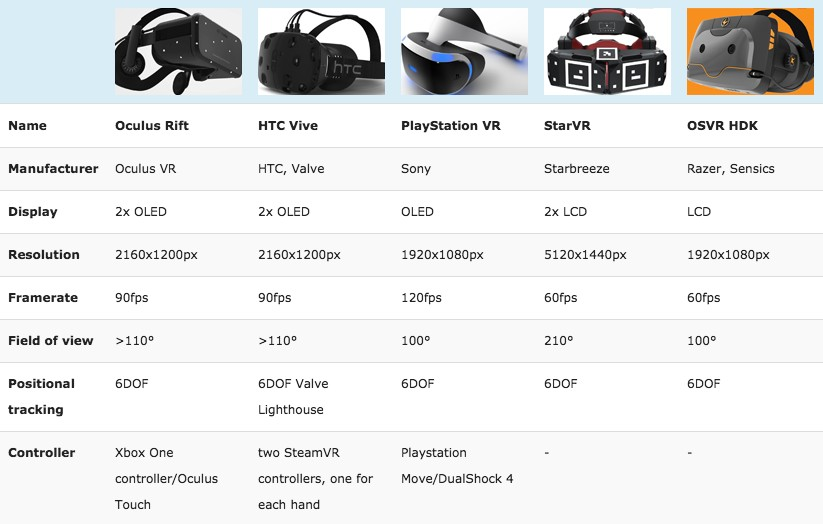 hTC
Name Oculus Rift HTC Vive PlayStation VR StarVR OSVR HDK
Manufacturer Oculus VR HTC, Valve Sony Starbreeze Razer, Sensics
Display 2x OLED 2x OLED OLED 2x LCD LCD
Resolution 2160x1200px 2160x1200px 1920x1080px 5120x1440px 1920x1080px
Framerate 90fps 90fps 120fps 60fps 60fps
Field of view >110° >110° 100° 210° 100°
Positional 6DOF 6DOF Valve 6DOF 6DOF 6DOF
tracking Lighthouse
Controller Xbox One two SteamVR Playstation - -
controller/Oculus controllers, one for Move/DualShock 4
Touch each hand